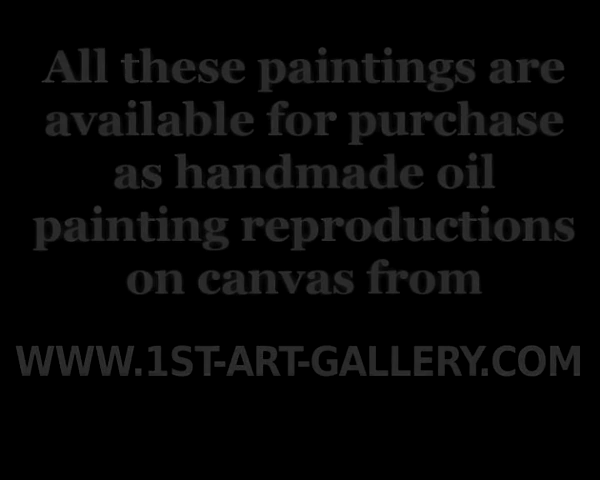 All these paintings are
available for purchase
as handmade oil
painting reproductions
on canvas from
WWW.1ST-ART-GALLERY.COM